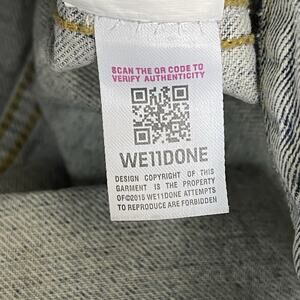 SCAN THE QR CODE TO
VERIFY AUTHENTICITY
WE11DONE
DESIGN COPYRIGHT OF THIS
GARMENT IS THE PROPERTY
OF©2015 WE11DONE ATTEMPTS
TO REPRODUCE ARE FORBIDDEN